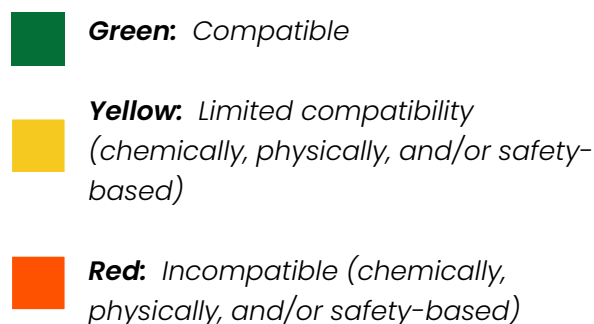 Green: Compatible
Yellow: Limited compatibility
(chemically, physically, and/or safety-
based)
Red: Incompatible (chemically,
physically, and/or safety-based)